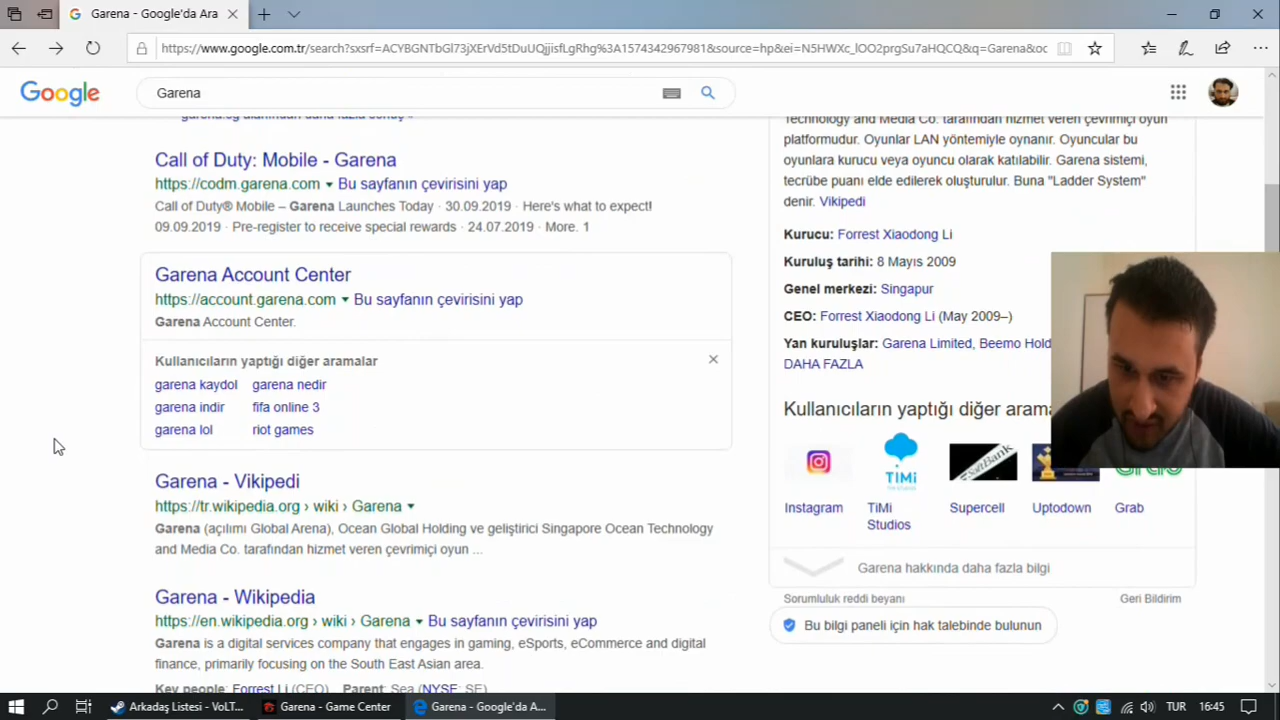 Garena - Google'da Ara
https://www.google.com.tr/search?sxsrf=ACYBGNTbGl73jXErVd5tDuUQjjisfLgRhg%3A1574342967981&source=hp&ei=N5HWXc_lOO2prgSu7aHQCQ&q=Garena&oc
Google
Garena
Call of Duty: Mobile - Garena
https://codm.garena.com Bu sayfanın çevirisini yap
Call of Duty® Mobile – Garena Launches Today · 30.09.2019 · Here's what to expect!
09.09.2019 · Pre-register to receive special rewards · 24.07.2019 · More. 1
Garena Account Center
https://account.garena.com Bu sayfanın çevirisini yap
Garena Account Center.
Kullanıcıların yaptığı diğer aramalar
garena kaydol garena nedir
garena indir fifa online 3
garena lol riot games
Garena - Vikipedi
https://tr.wikipedia.org › wiki › Garena
Garena (açılımı Global Arena), Ocean Global Holding ve geliştirici Singapore Ocean Technology
and Media Co. tarafından hizmet veren çevrimiçi oyun ...
Garena - Wikipedia
https://en.wikipedia.org › wiki › Garena Bu sayfanın çevirisini yap
Garena is a digital services company that engages in gaming, eSports, eCommerce and digital
finance, primarily focusing on the South East Asian area.
Key people: Forrest Li (CEO) Parent: Sea (NYSE: SE)
Technology and Media Co. tarafından hizmet veren çevrimiçi oyun
platformudur. Oyunlar LAN yöntemiyle oynanır. Oyuncular bu
oyunlara kurucu veya oyuncu olarak katılabilir. Garena sistemi,
tecrübe puanı elde edilerek oluşturulur. Buna "Ladder System"
denir. Vikipedi
Kurucu: Forrest Xiaodong Li
Kuruluş tarihi: 8 Mayıs 2009
Genel merkezi: Singapur
CEO: Forrest Xiaodong Li (May 2009–)
Yan kuruluşlar: Garena Limited, Beemo Hold
DAHA FAZLA
Kullanıcıların yaptığı diğer arama
TiMi
SoftBank
Instagram
TiMi
Studios
Supercell
Uptodown
Grab
Garena hakkında daha fazla bilgi
Sorumluluk reddi beyanı Geri Bildirim
Bu bilgi paneli için hak talebinde bulunun
Arkadaş Listesi - VoLT...
Garena - Game Center
Garena - Google'da A...
TUR
16:45